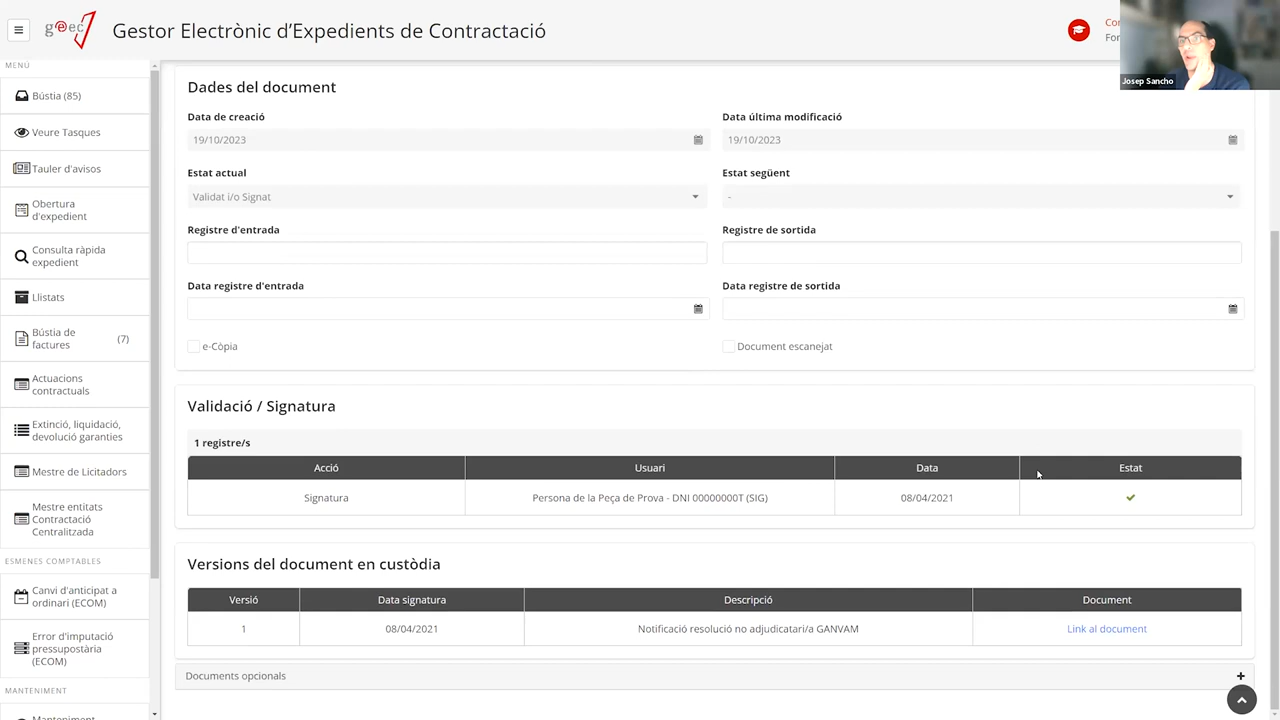 geec
Gestor Electrònic d'Expedients de Contractació
Josep Sancho
MENÚ
Bústia (85)
Veure Tasques
Tauler d'avisos
Obertura
d'expedient
Consulta ràpida
expedient
Llistats
Bústia de
factures (7)
Actuacions
contractuals
Extinció, liquidació,
devolució garanties
Mestre de Licitadors
Mestre entitats
Contractació
Centralitzada
ESMENES COMPTABLES
Canvi d'anticipat a
ordinari (ECOM)
Error d'imputació
pressupostària
(ECOM)
MANTENIMENT
Manteniment
Dades del document
Data de creació Data última modificació
19/10/2023 19/10/2023
Estat actual Estat següent
Validat i/o Signat -
Registre d'entrada Registre de sortida
Data registre d'entrada Data registre de sortida
e-Còpia Document escanejat
Validació / Signatura
1 registre/s
Acció Usuari Data Estat
Signatura Persona de la Peça de Prova - DNI 00000000T (SIG) 08/04/2021
Versions del document en custòdia
Versió Data signatura Descripció Document
1 08/04/2021 Notificació resolució no adjudicatari/a GANVAM Link al document
Documents opcionals +